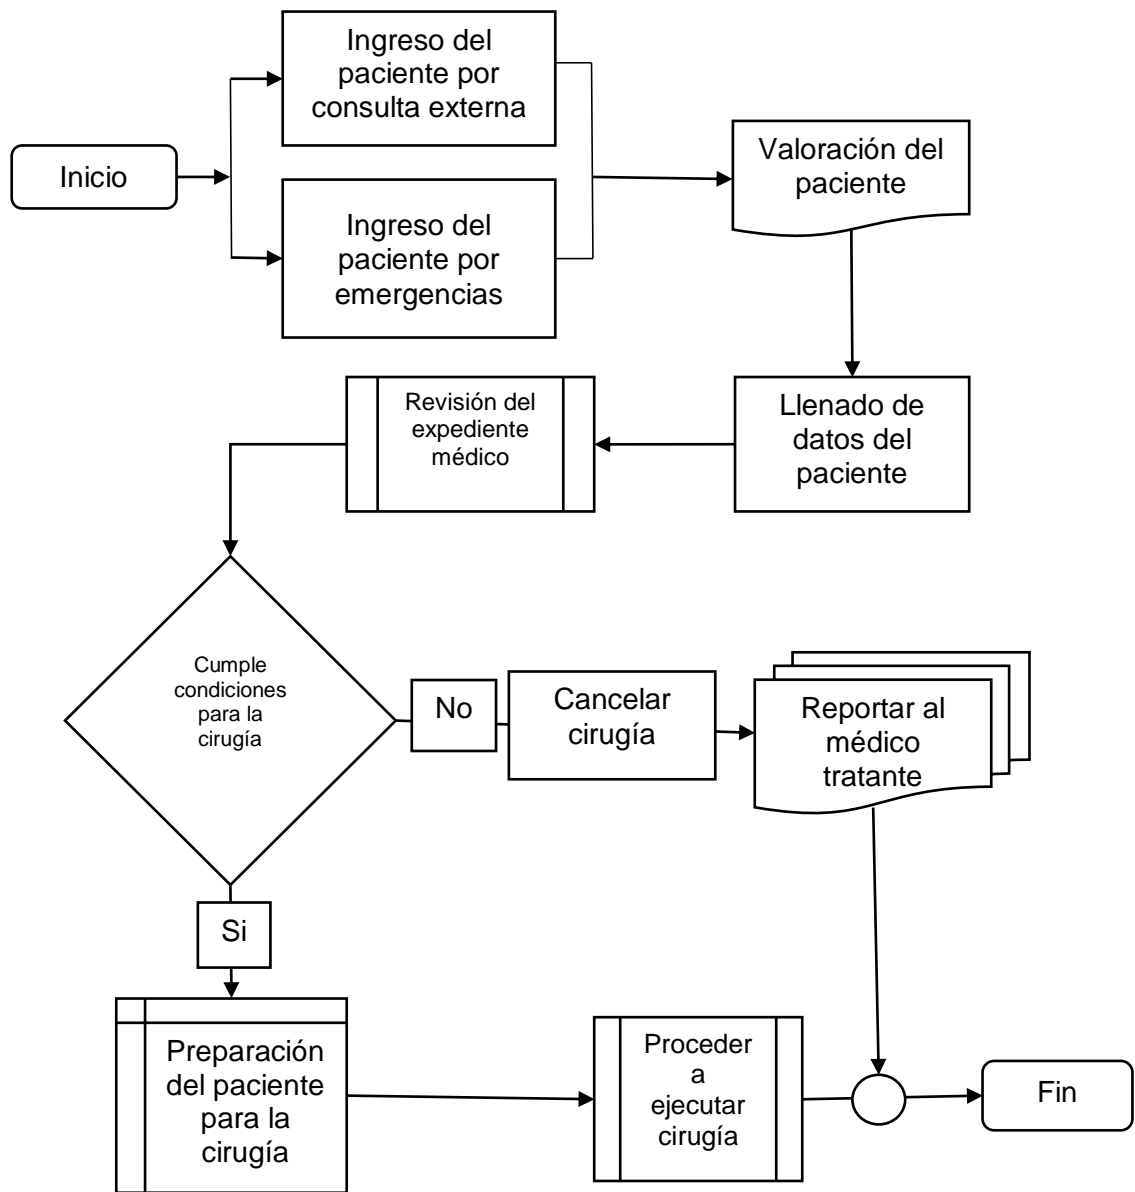 Ingreso del
paciente por
consulta externa
Inicio
Valoración del
paciente
Ingreso del
paciente por
emergencias
Revisión del
expediente
médico
Llenado de
datos del
paciente
Cumple
condiciones
para la
cirugía
No
Cancelar
cirugía
Reportar al
médico
tratante
Si
Preparación
del paciente
para la
cirugía
Proceder
a
ejecutar
cirugía
Fin